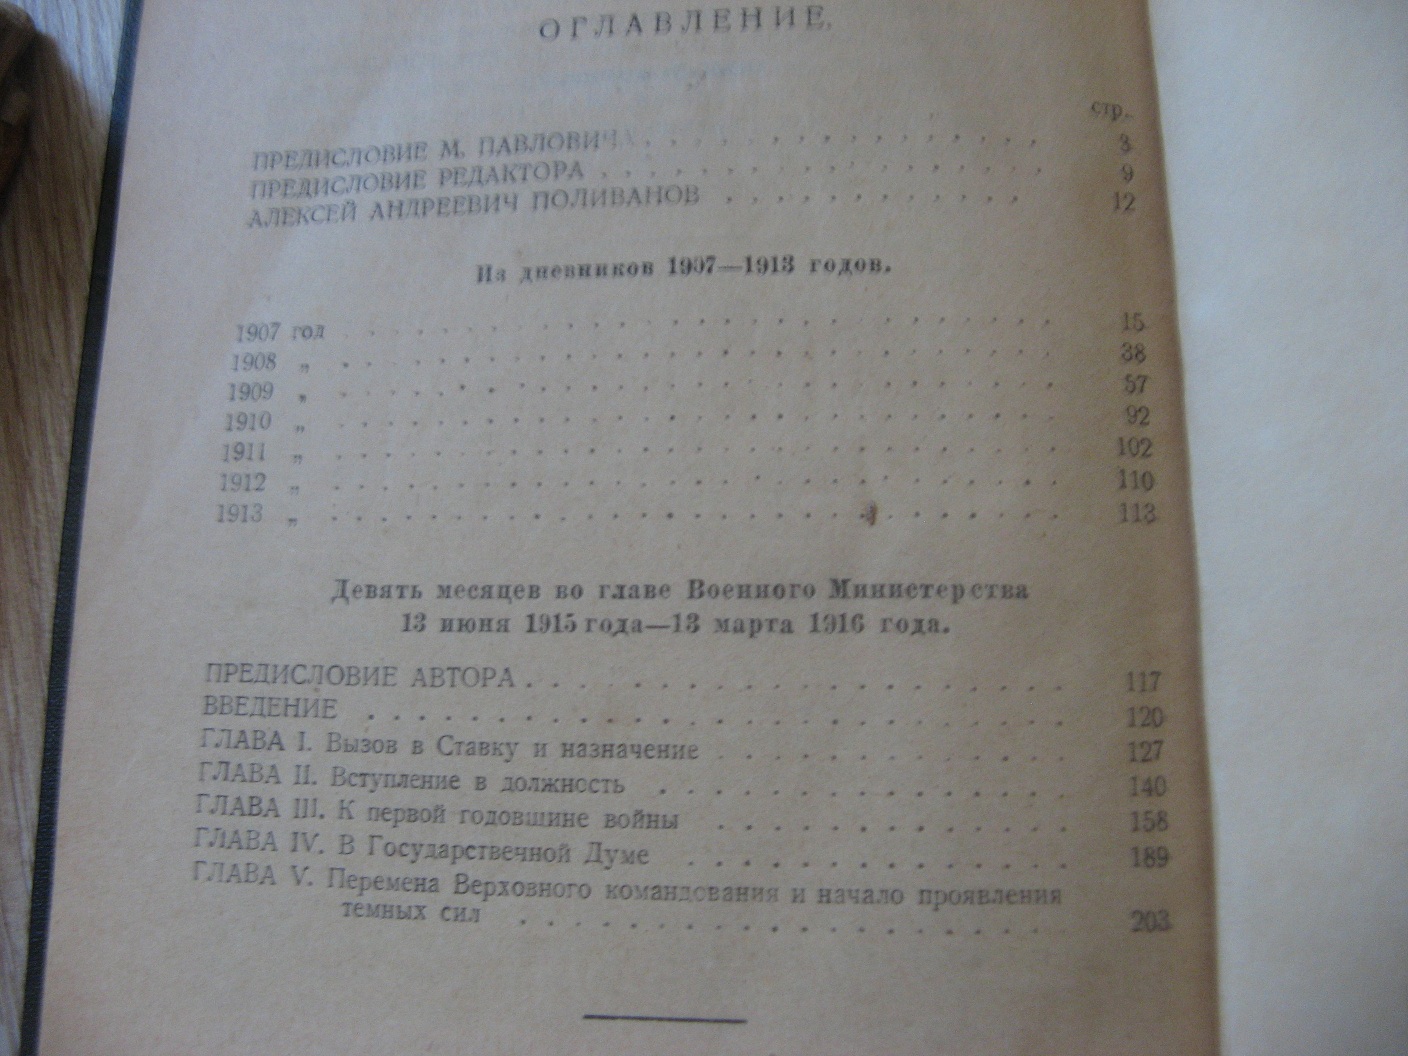 ОГЛАВЛЕНИЕ.
стр.
ПРЕДИСЛОВИЕ М. ПАВЛОВИЧА . . . . . . . . . . . . . . . . 3
ПРЕДИСЛОВИЕ РЕДАКТОРА . . . . . . . . . . . . . . . . . 9
АЛЕКСЕЙ АНДРЕЕВИЧ ПОЛИВАНОВ . . . . . . . . . . . . 12
Из дневников 1907—1913 годов.
1907 год . . . . . . . . . . . . . . . . . . . . . . . . . . 15
1908 „ . . . . . . . . . . . . . . . . . . . . . . . . . . 38
1909 „ . . . . . . . . . . . . . . . . . . . . . . . . . . 57
1910 „ . . . . . . . . . . . . . . . . . . . . . . . . . . 92
1911 „ . . . . . . . . . . . . . . . . . . . . . . . . . . 102
1912 „ . . . . . . . . . . . . . . . . . . . . . . . . . . 110
1913 „ . . . . . . . . . . . . . . . . . . . . . . . . . . 113
Девять месяцев во главе Военного Министерства
13 июня 1915 года—13 марта 1916 года.
ПРЕДИСЛОВИЕ АВТОРА . . . . . . . . . . . . . . . . . . . . 117
ВВЕДЕНИЕ . . . . . . . . . . . . . . . . . . . . . . . . . . 120
ГЛАВА I. Вызов в Ставку и назначение . . . . . . . . . . . . . 127
ГЛАВА II. Вступление в должность . . . . . . . . . . . . . . . 140
ГЛАВА III. К первой годовщине войны . . . . . . . . . . . . . 158
ГЛАВА IV. В Государственной Думе . . . . . . . . . . . . . . 189
ГЛАВА V. Перемена Верховного командования и начало проявления
темных сил . . . . . . . . . . . . . . . . . . . . 203